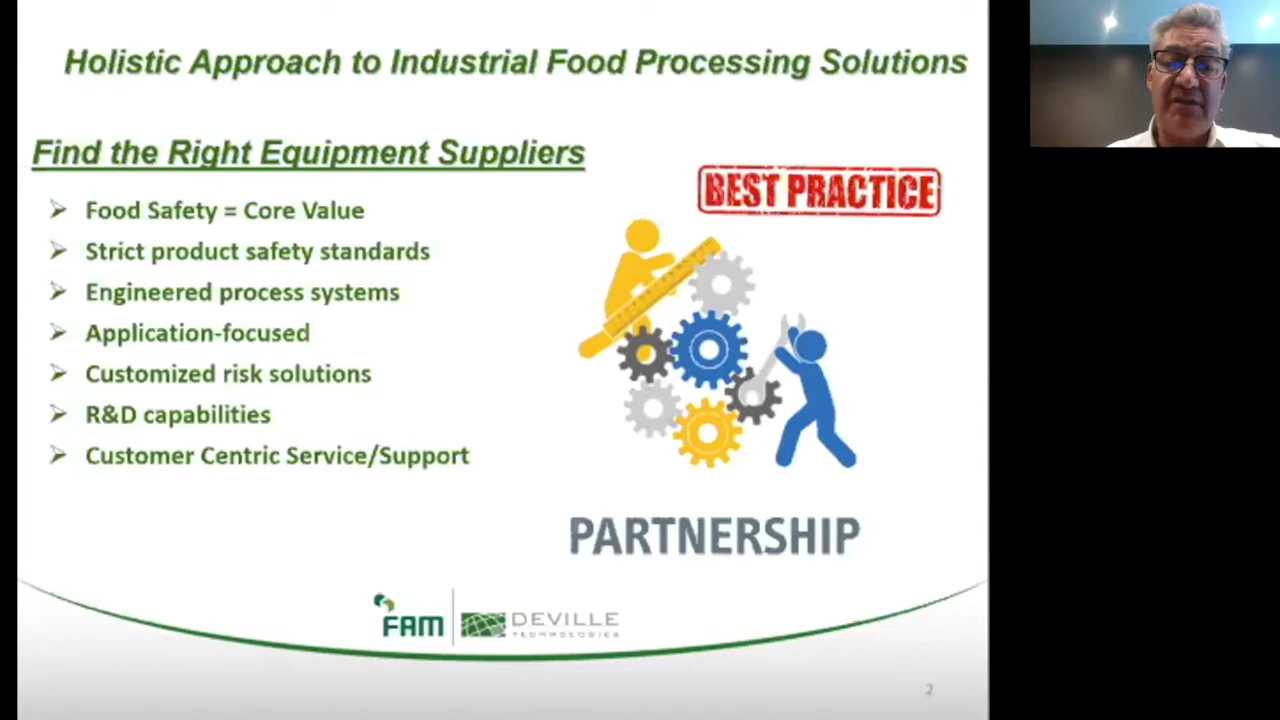 Holistic Approach to Industrial Food Processing Solutions
Find the Right Equipment Suppliers
BEST PRACTICE
Food Safety = Core Value
Strict product safety standards
Engineered process systems
Application-focused
Customized risk solutions
R&D capabilities
Customer Centric Service/Support
PARTNERSHIP
FAM
DEVILLE
TECHNOLOGIES
2